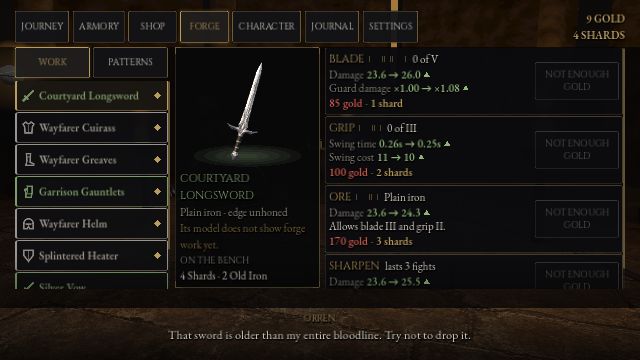 JOURNEY ARMORY SHOP FORGE CHARACTER JOURNAL SETTINGS
9 GOLD
4 SHARDS
WORK PATTERNS
Courtyard Longsword
Wayfarer Cuirass
Wayfarer Greaves
Garrison Gauntlets
Wayfarer Helm
Splintered Heater
Silver Vow
COURTYARD
LONGSWORD
Plain iron · edge unhoned
Its model does not show forge
work yet.
ON THE BENCH
4 Shards · 2 Old Iron
BLADE 0 of V
Damage 23.6 → 26.0
Guard damage ×1.00 → ×1.08
85 gold · 1 shard
NOT ENOUGH
GOLD
GRIP 0 of III
Swing time 0.26s → 0.25s
Swing cost 11 → 10
100 gold · 2 shards
NOT ENOUGH
GOLD
ORE Plain iron
Damage 23.6 → 24.3
Allows blade III and grip II.
170 gold · 3 shards
NOT ENOUGH
GOLD
SHARPEN lasts 3 fights
Damage 23.6 → 25.5
NOT ENOUGH
GOLD
ORREN
That sword is older than my entire bloodline. Try not to drop it.